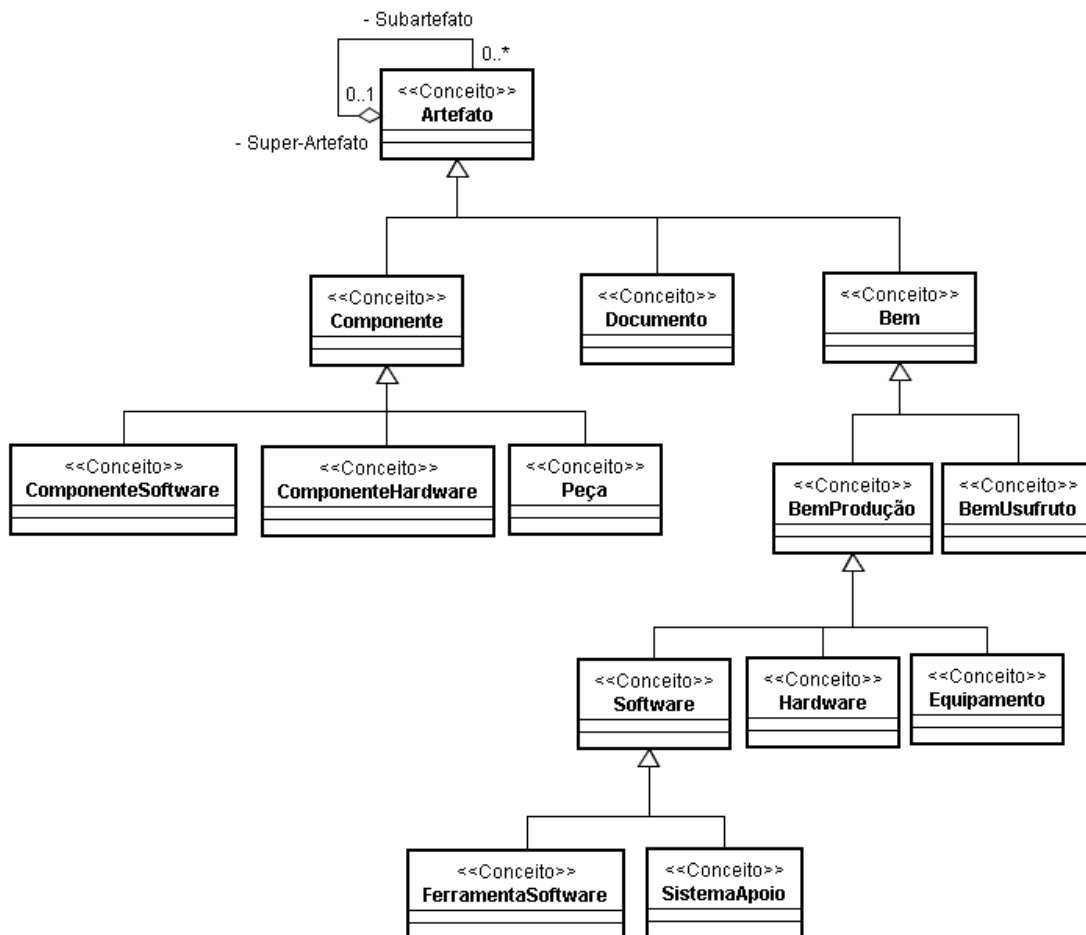 - Subartefato
0..*
0..1
<<Conceito>>
Artefato
- Super-Artefato
<<Conceito>>
Componente
<<Conceito>>
Documento
<<Conceito>>
Bem
<<Conceito>>
ComponenteSoftware
<<Conceito>>
ComponenteHardware
<<Conceito>>
Peça
<<Conceito>>
BemProdução
<<Conceito>>
BemUsufruto
<<Conceito>>
Software
<<Conceito>>
Hardware
<<Conceito>>
Equipamento
<<Conceito>>
FerramentaSoftware
<<Conceito>>
SistemaApoio